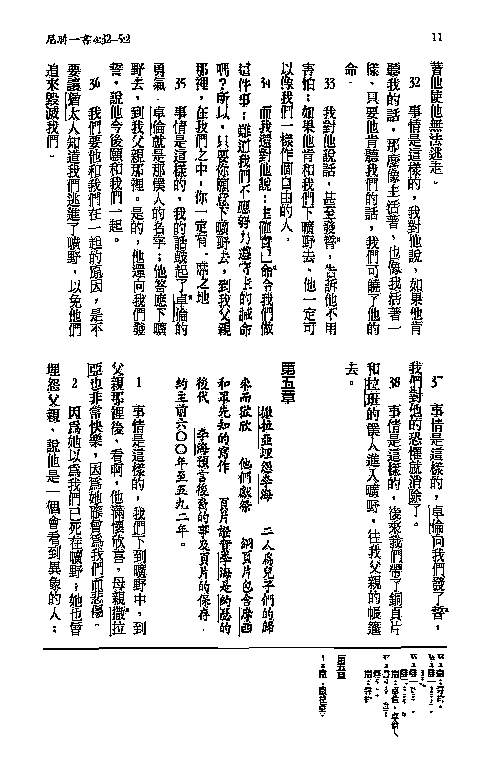 尼腓一書4:32–5:2
11
著他使他無法逃走。
32 事情是這樣的,我對他說,如果他肯
聽我的話,那麼像主活著、也像我活著一
樣、只要他肯聽我們的話,我們可饒了他的
命。
33 我對他說話,甚至發誓,告訴他不用
害怕;如果他肯和我們下曠野去、他一定可
以像我們一樣作個自由的人。
34 而我還對他說:主確實已命令我們做
這件事;難道我們不應努力遵守主的誡命
嗎?所以,只要你願意下曠野去,到我父親
那裡,在我們之中,你一定有一席之地
35 事情是這樣的,我的話鼓起了卓倫的
勇氣。卓倫就是那僕人的名字;他答應下曠
野去,到我父親那裡。是的,他還向我們發
誓,說他今後願和我們一起。
36 我們要他和我們在一起的原因,是不
要讓猶太人知道我們逃進了曠野,以免他們
追來毀滅我們。
37 事情是這樣的,卓倫向我們發了誓,
我們對他的恐懼就消除了。
38 事情是這樣的,後來我們帶了銅頁片
和拉班的僕人進入曠野,往我父親的帳篷
去。
第五章
撒拉亞埋怨李海 二人為兒子們的歸
來而歡欣 他們獻祭 銅頁片包含摩西
和眾先知的寫作 頁片證實李海是約瑟的
後代 李海預言後裔的事及頁片的保存。
約主前六〇〇年至五九二年。
1 事情是這樣的,我們下到曠野中,到
父親那裡後,看啊,他滿懷欣喜,母親撒拉
亞也非常快樂,因為她確曾為我們而悲傷。
2 因為她以為我們已死在曠野;她也曾
埋怨父親、說他是一個會看到異象的人;
第五章